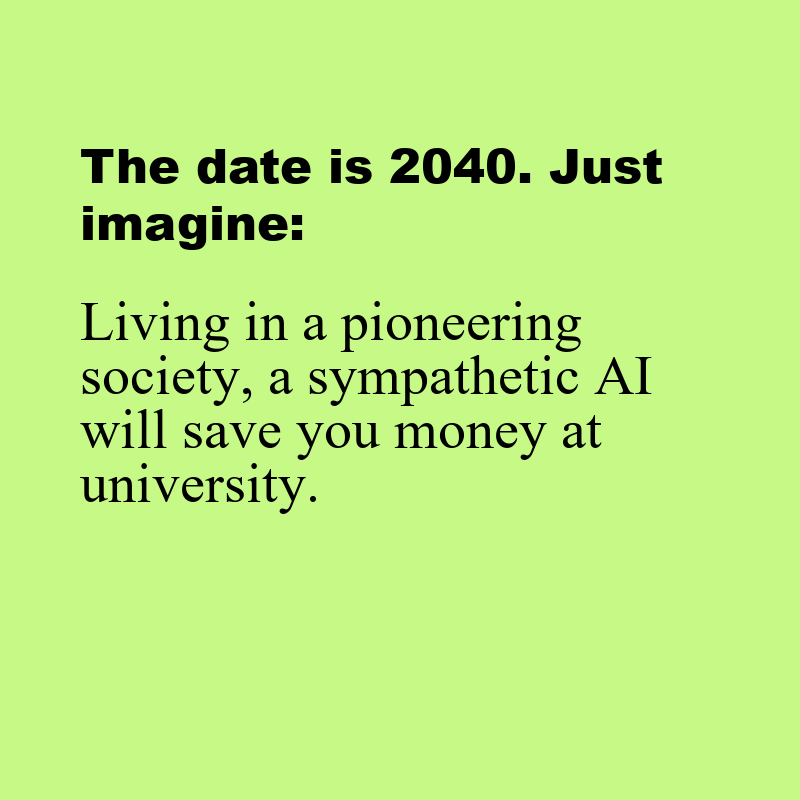 The date is 2040. Just
imagine:
Living in a pioneering
society, a sympathetic AI
will save you money at
university.